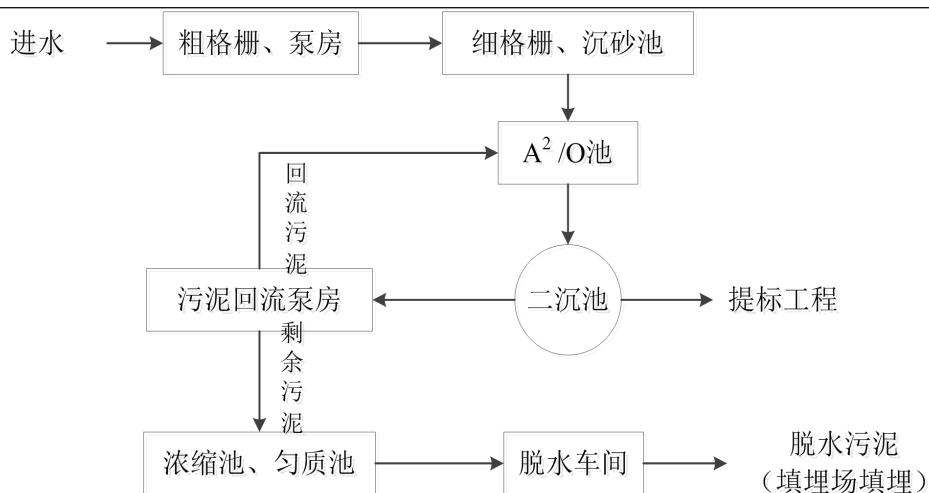 进水
粗格栅、泵房
细格栅、沉砂池
A² /O池
回流污泥
污泥回流泵房
二沉池
提标工程
剩余污泥
浓缩池、匀质池
脱水车间
脱水污泥
（填埋场填埋）